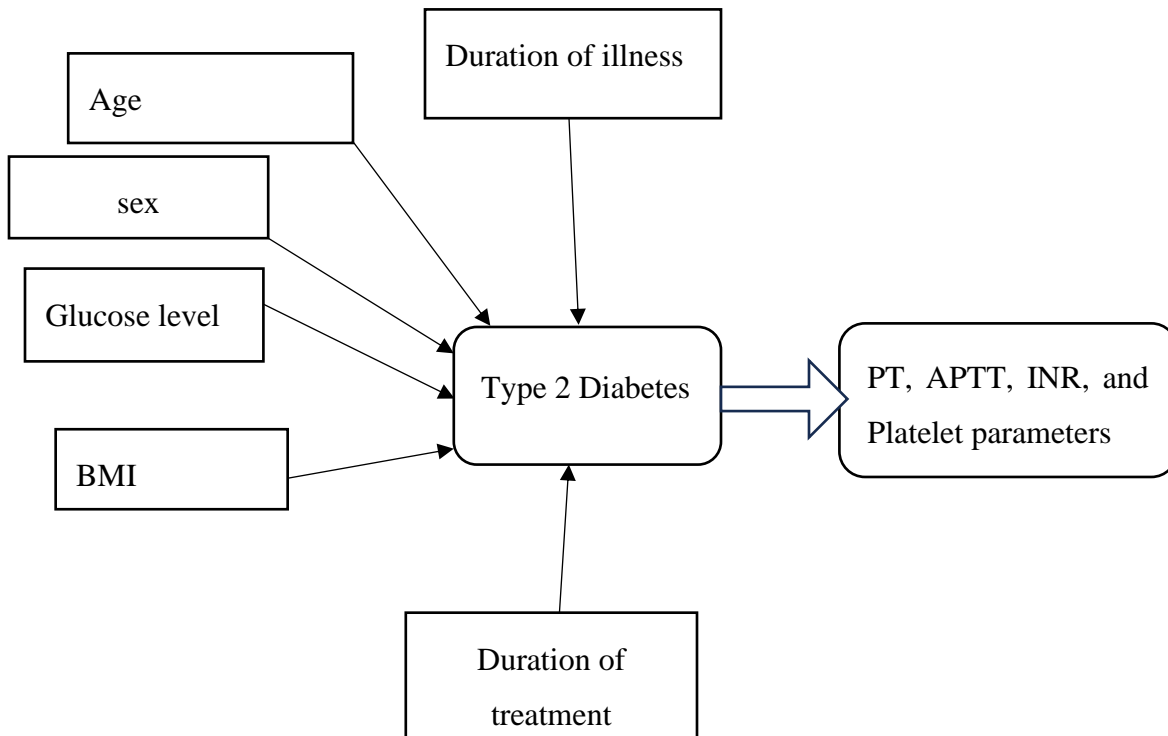 Duration of illness
Age
sex
Glucose level
BMI
Type 2 Diabetes
PT, APTT, INR, and
Platelet parameters
Duration of
treatment